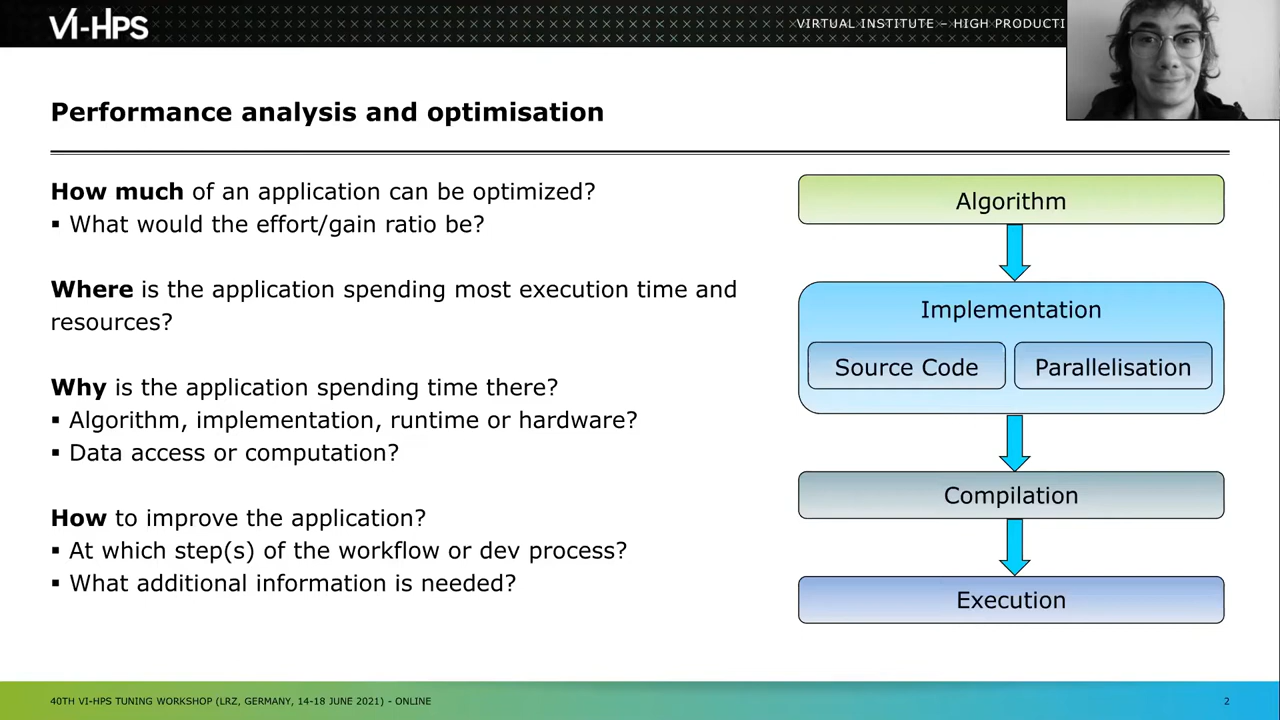 VI-HPS
VIRTUAL INSTITUTE – HIGH PRODUCTI
Performance analysis and optimisation
How much of an application can be optimized?
▪ What would the effort/gain ratio be?
Where is the application spending most execution time and
resources?
Why is the application spending time there?
▪ Algorithm, implementation, runtime or hardware?
▪ Data access or computation?
How to improve the application?
▪ At which step(s) of the workflow or dev process?
▪ What additional information is needed?
Algorithm
Implementation
Source Code
Parallelisation
Compilation
Execution
40TH VI-HPS TUNING WORKSHOP (LRZ, GERMANY, 14-18 JUNE 2021) - ONLINE
2